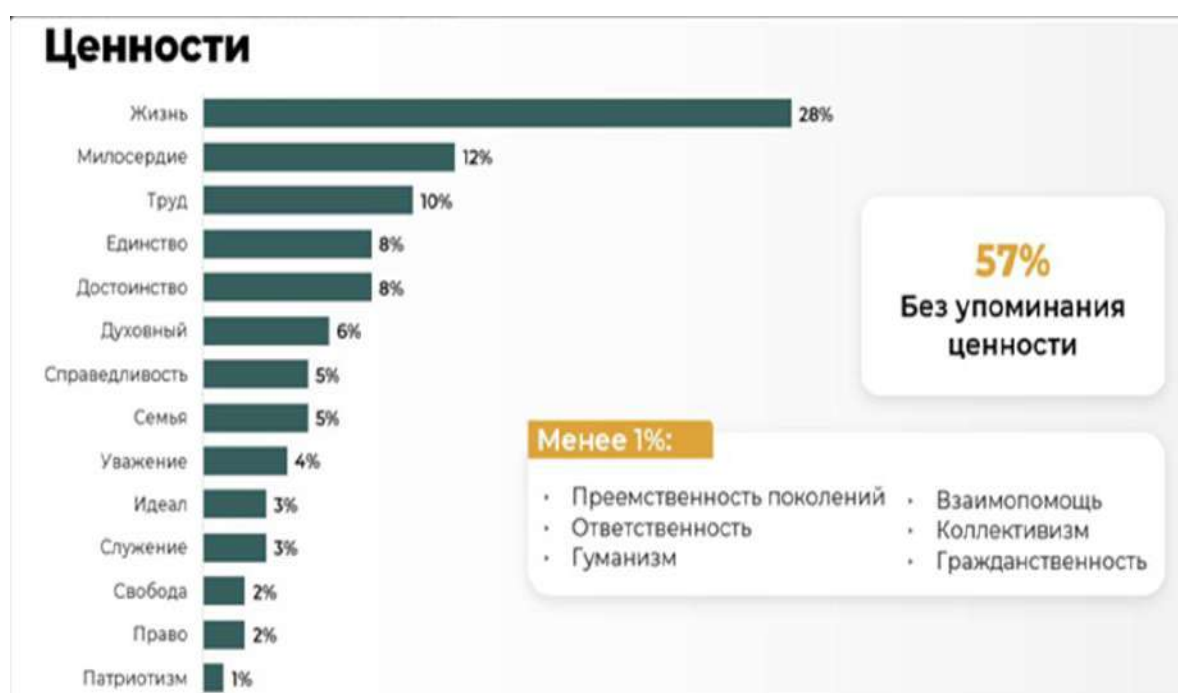 Ценности
Жизнь 28%
Милосердие 12%
Труд 10%
Единство 8%
Достоинство 8%
Духовный 6%
Справедливость 5%
Семья 5%
Уважение 4%
Идеал 3%
Служение 3%
Свобода 2%
Право 2%
Патриотизм 1%
57%
Без упоминания
ценности
Менее 1%:
· Преемственность поколений
· Ответственность
· Гуманизм
· Взаимопомощь
· Коллективизм
· Гражданственность